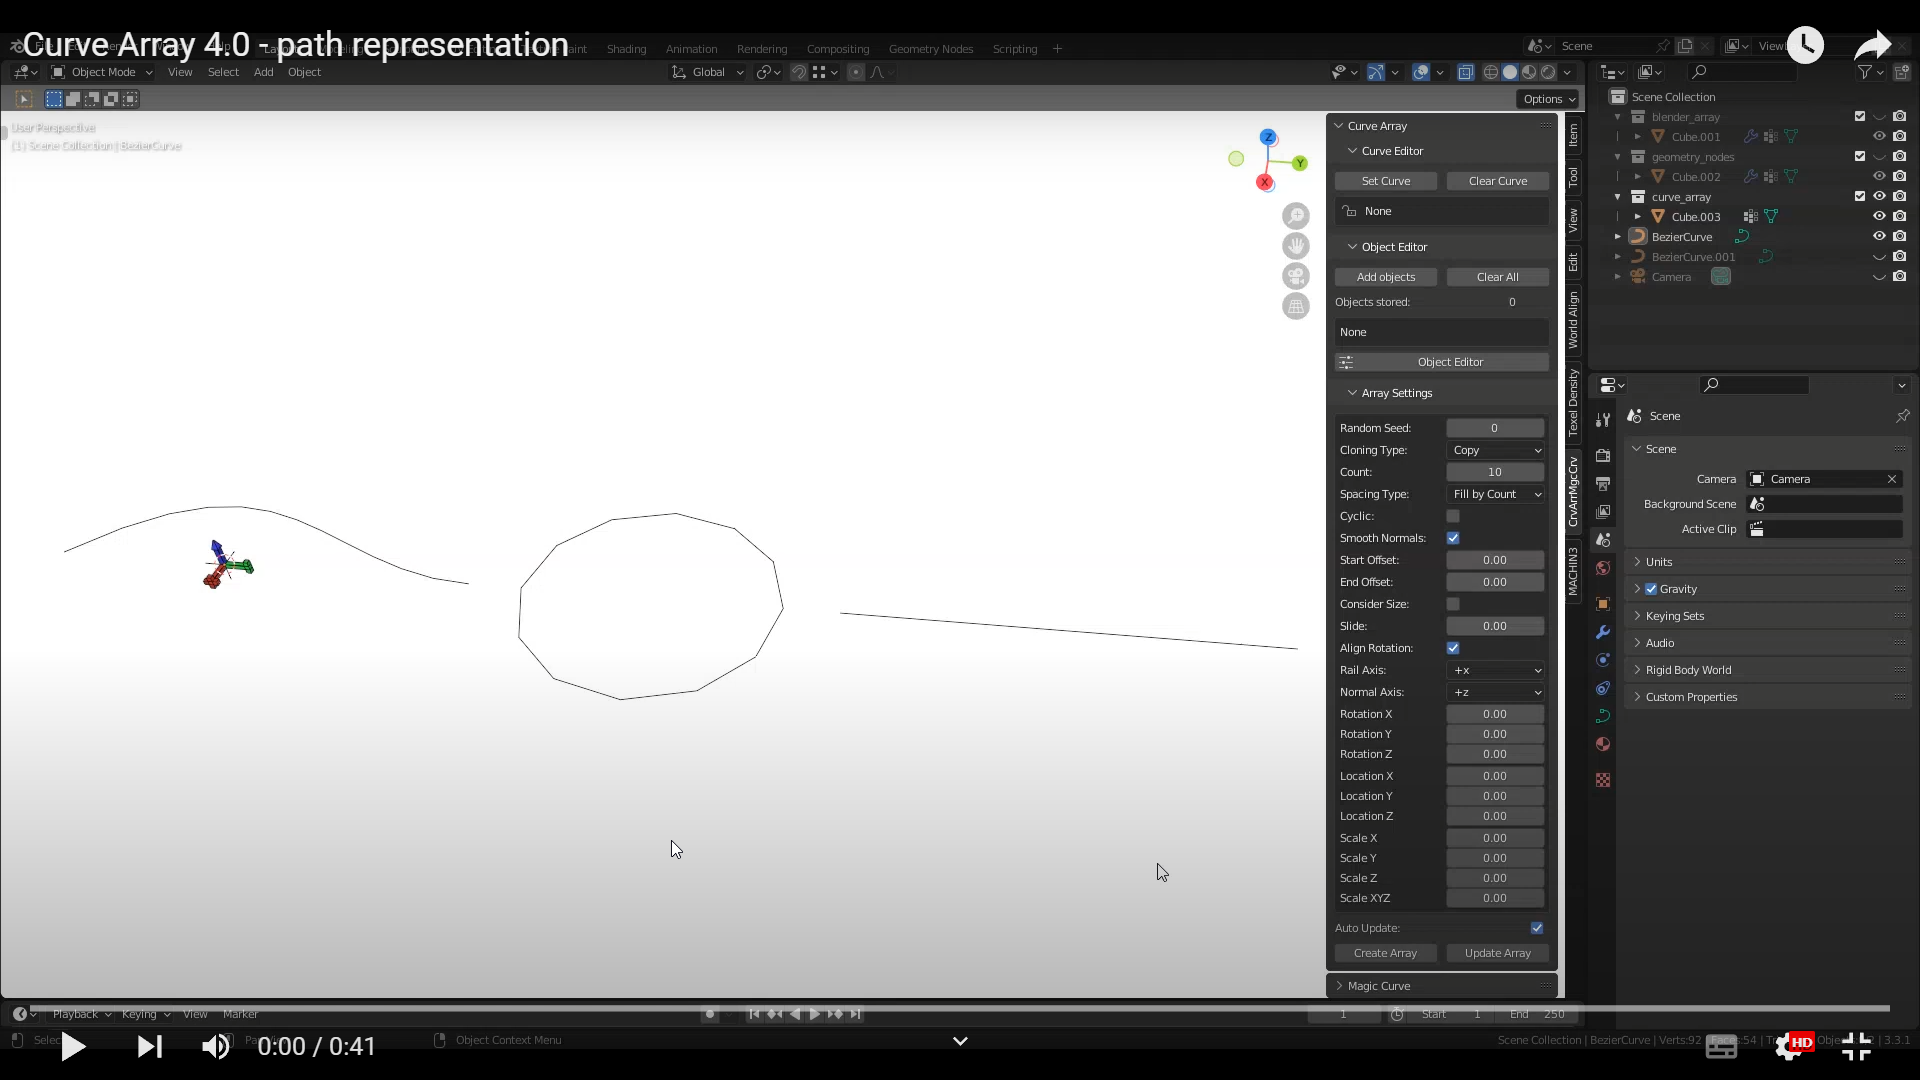 Curve Array 4.0 - path representation
Shading Animation Rendering Compositing Geometry Nodes Scripting +
Scene
Object Mode View Select Add Object
Global
Options
User Perspective
(1) Scene Collection | BezierCurve
Z
Y
X
Curve Array
Curve Editor
Set Curve Clear Curve
None
Object Editor
Add objects Clear All
Objects stored: 0
None
Object Editor
Array Settings
Random Seed: 0
Cloning Type: Copy
Count: 10
Spacing Type: Fill by Count
Cyclic:
Smooth Normals:
Start Offset: 0.00
End Offset: 0.00
Consider Size:
Slide: 0.00
Align Rotation:
Rail Axis: +x
Normal Axis: +z
Rotation X 0.00
Rotation Y 0.00
Rotation Z 0.00
Location X 0.00
Location Y 0.00
Location Z 0.00
Scale X 0.00
Scale Y 0.00
Scale Z 0.00
Scale XYZ 0.00
Auto Update:
Create Array Update Array
Magic Curve
Item
Tool
View
Edit
World Align
Texel Density
CrvArrMgcCrv
MACHIN3
Scene Collection
blender_array
Cube.001
geometry_nodes
Cube.002
curve_array
Cube.003
BezierCurve
BezierCurve.001
Camera
Scene
Scene
Camera Camera
Background Scene
Active Clip
Units
Gravity
Keying Sets
Audio
Rigid Body World
Custom Properties
Playback Keying View Marker
1 Start 1 End 250
0:00 / 0:41
Object Context Menu
Scene Collection | BezierCurve | Verts:92
3.3.1
HD